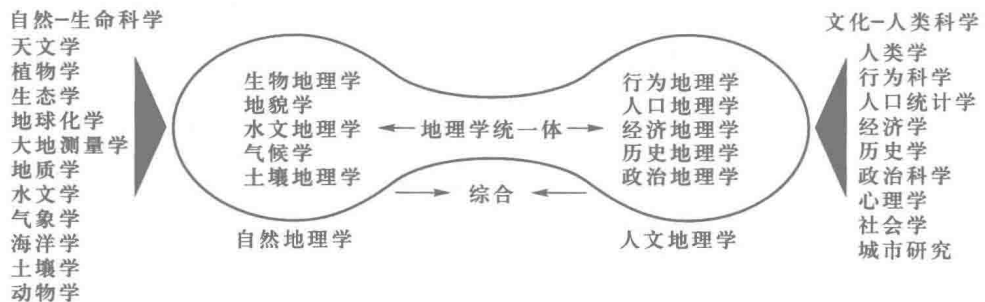 自然-生命科学
天文学
植物学
生态学
地球化学
大地测量学
地质学
水文学
气象学
海洋学
土壤学
动物学
生物地理学
地貌学
水文地理学
气候学
土壤地理学
自然地理学
地理学统一体
综合
行为地理学
人口地理学
经济地理学
历史地理学
政治地理学
人文地理学
文化-人类科学
人类学
行为科学
人口统计学
经济学
历史学
政治科学
心理学
社会学
城市研究